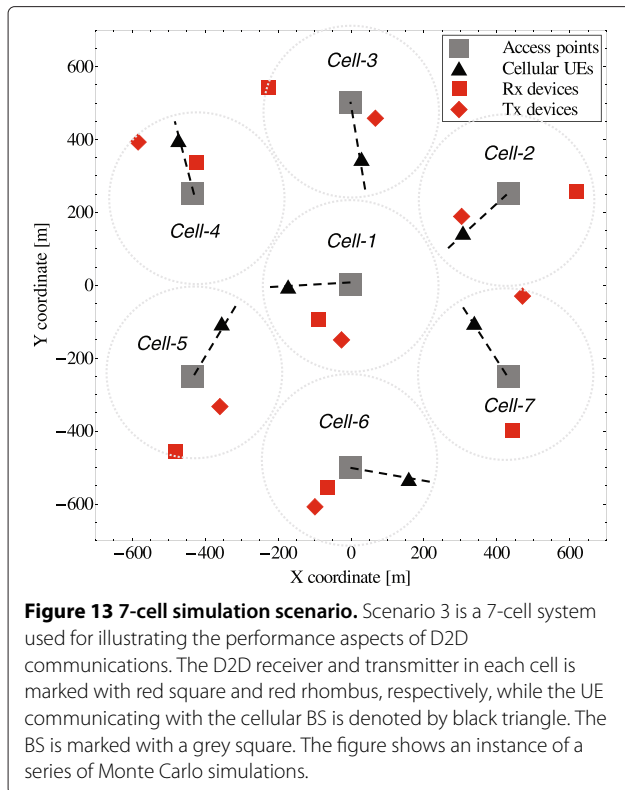 Access points
Cellular UEs
Rx devices
Tx devices
Cell-3
Cell-2
Cell-4
Cell-1
Cell-5
Cell-6
Cell-7
Y coordinate [m]
600
400
200
0
−200
−400
−600
−600 −400 −200 0 200 400 600
X coordinate [m]
Figure 13 7-cell simulation scenario. Scenario 3 is a 7-cell system
used for illustrating the performance aspects of D2D
communications. The D2D receiver and transmitter in each cell is
marked with red square and red rhombus, respectively, while the UE
communicating with the cellular BS is denoted by black triangle. The
BS is marked with a grey square. The figure shows an instance of a
series of Monte Carlo simulations.